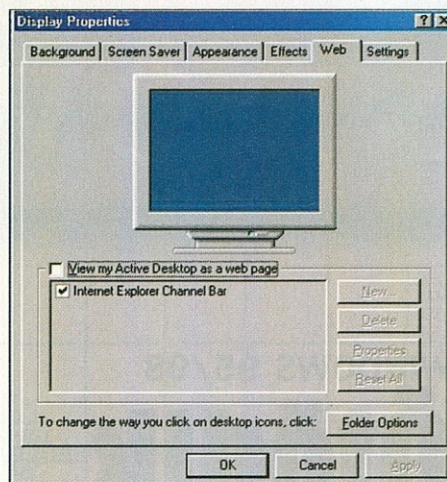 Display Properties
Background Screen Saver Appearance Effects Web Settings
View my Active Desktop as a web page
Internet Explorer Channel Bar
New...
Delete
Properties
Reset All
To change the way you click on desktop icons, click: Folder Options
OK Cancel Apply